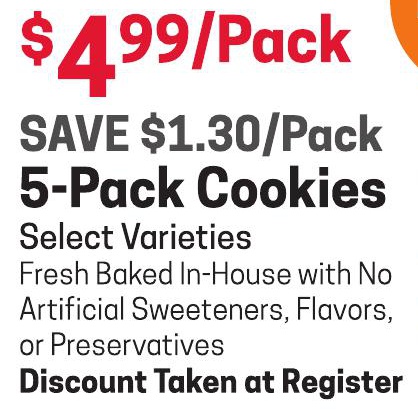 $4.99/Pack
SAVE $1.30/Pack
5-Pack Cookies
Select Varieties
Fresh Baked In-House with No
Artificial Sweeteners, Flavors,
or Preservatives
Discount Taken at Register